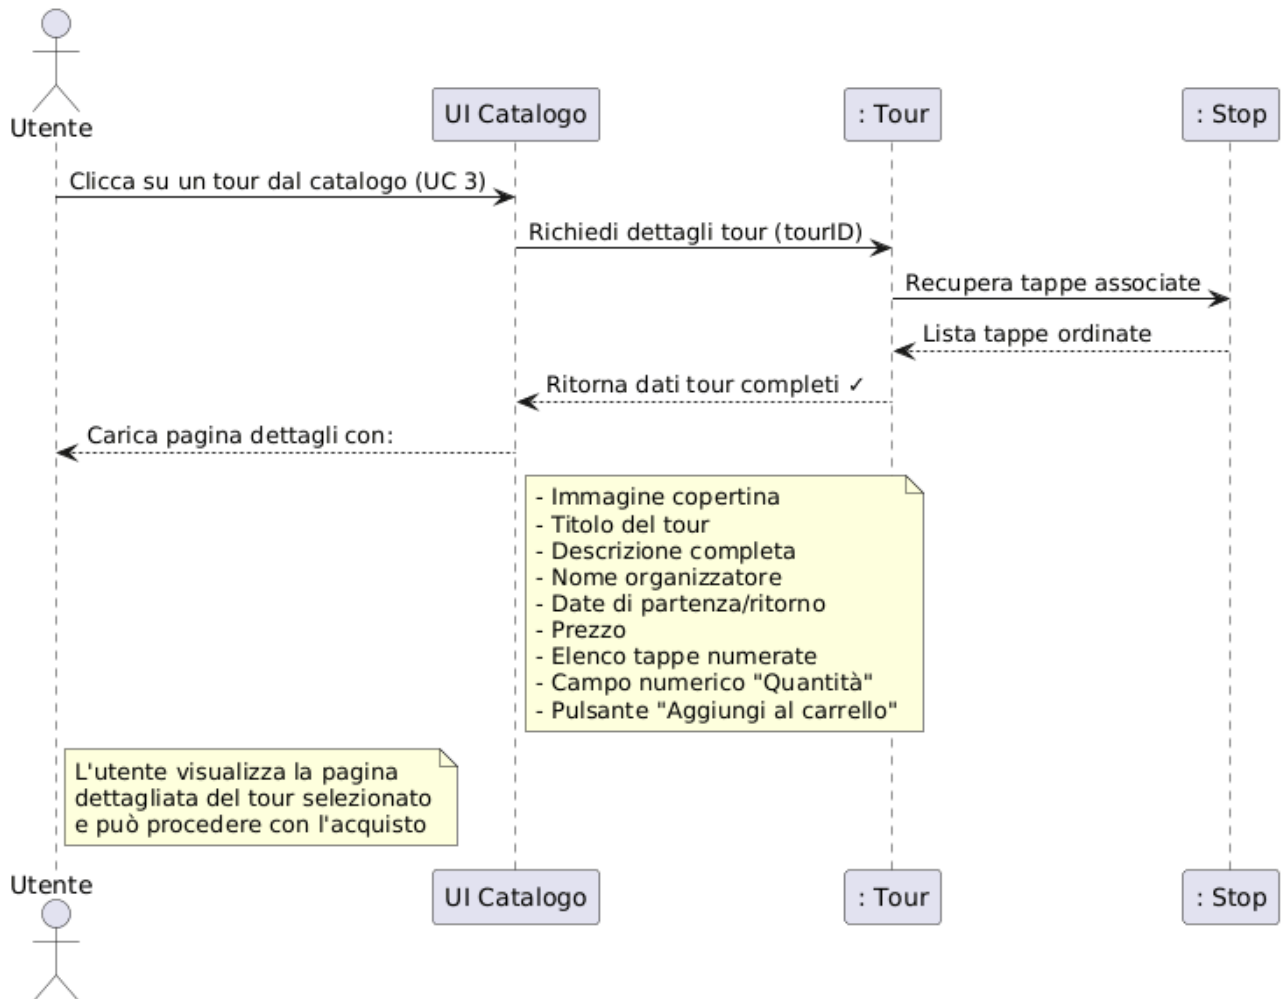 Utente
UI Catalogo
: Tour
: Stop
Clicca su un tour dal catalogo (UC 3)
Richiedi dettagli tour (tourID)
Recupera tappe associate
Lista tappe ordinate
Ritorna dati tour completi ✓
Carica pagina dettagli con:
- Immagine copertina
- Titolo del tour
- Descrizione completa
- Nome organizzatore
- Date di partenza/ritorno
- Prezzo
- Elenco tappe numerate
- Campo numerico "Quantità"
- Pulsante "Aggiungi al carrello"
L'utente visualizza la pagina
dettagliata del tour selezionato
e può procedere con l'acquisto
Utente
UI Catalogo
: Tour
: Stop